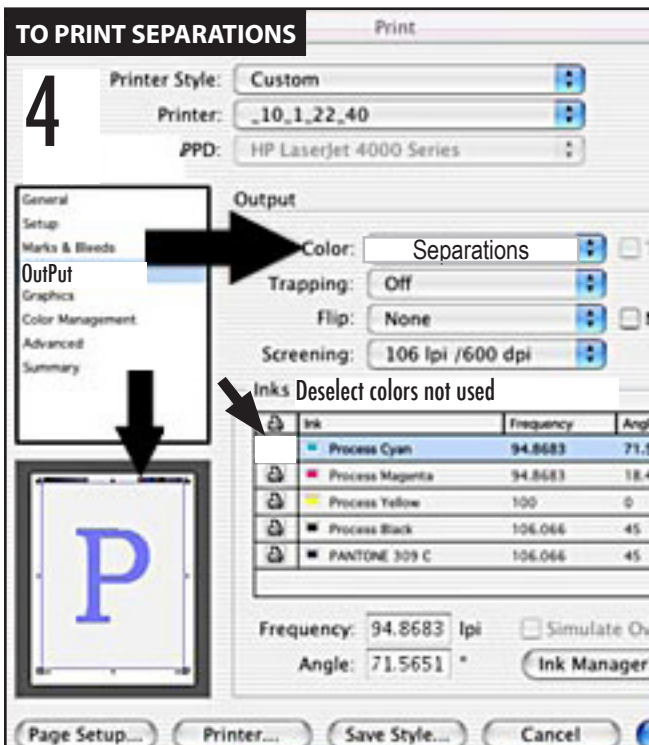 TO PRINT SEPARATIONS
Print
4
Printer Style: Custom
Printer: _10_1_22_40
PPD: HP LaserJet 4000 Series
General
Setup
Marks & Bleeds
OutPut
Graphics
Color Management
Advanced
Summary
Output
Color: Separations
Trapping: Off
Flip: None
Screening: 106 lpi /600 dpi
Inks Deselect colors not used
Ink Frequency
Process Cyan 94.8683
Process Magenta 94.8683
Process Yellow 100 0
Process Black 106.066 45
PANTONE 309 C 106.066 45
P
Frequency: 94.8683 lpi Simulate
Angle: 71.5651 ° Ink Manager
Page Setup... Printer... Save Style... Cancel